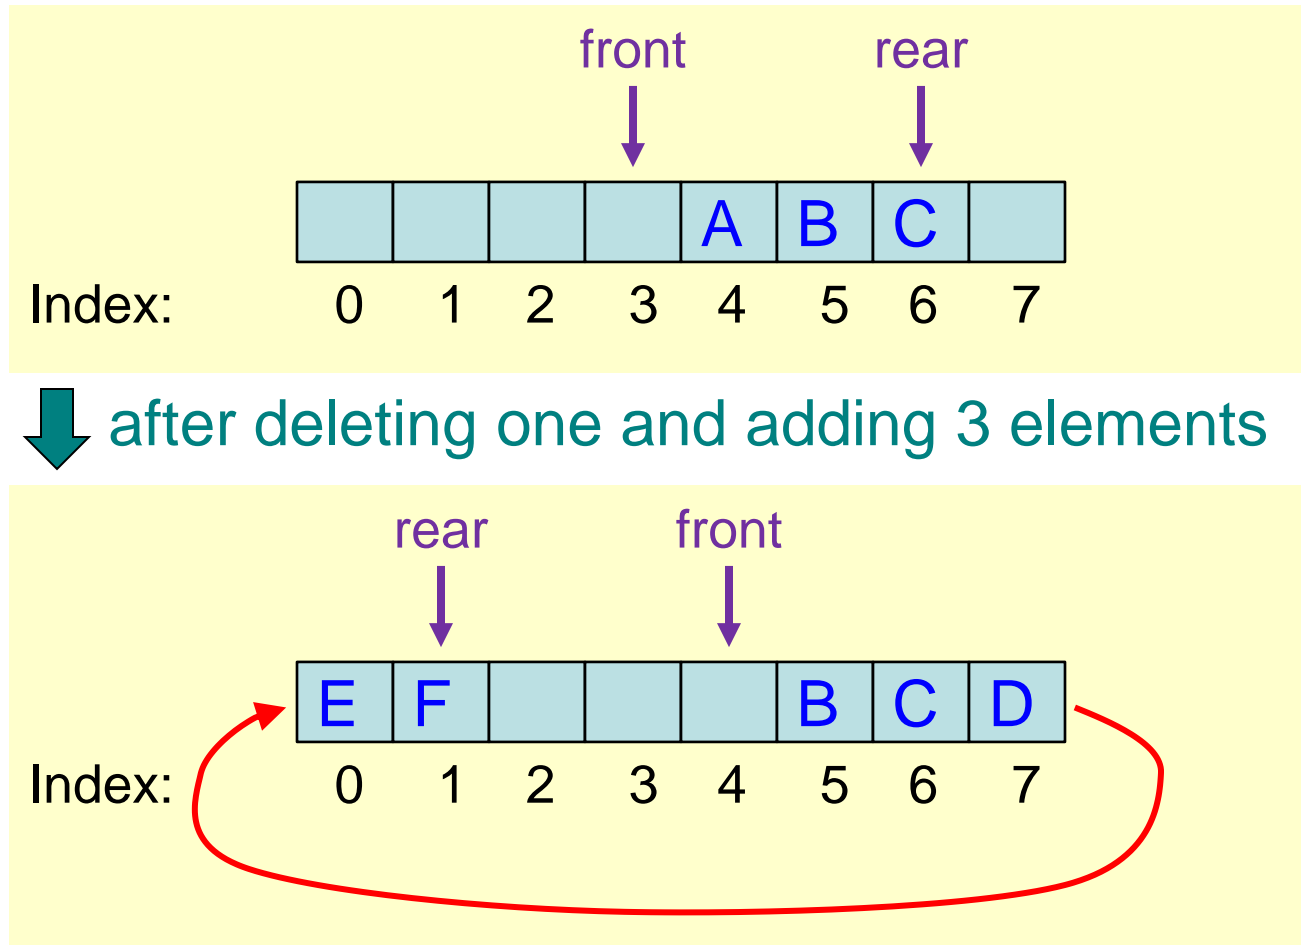 front rear
A B C
Index: 0 1 2 3 4 5 6 7
after deleting one and adding 3 elements
rear front
E F B C D
Index: 0 1 2 3 4 5 6 7